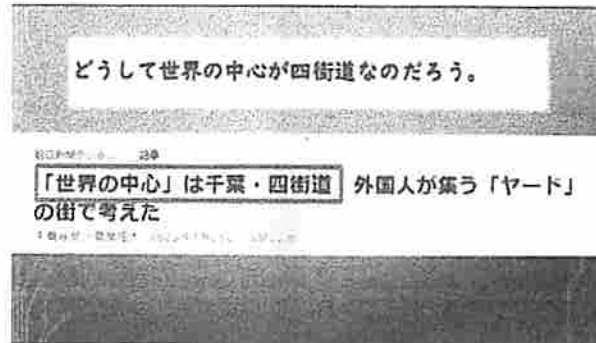 どうして世界の中心が四街道なのだろう。
「世界の中心」は千葉・四街道 外国人が集う「ヤード」
の街で考えた